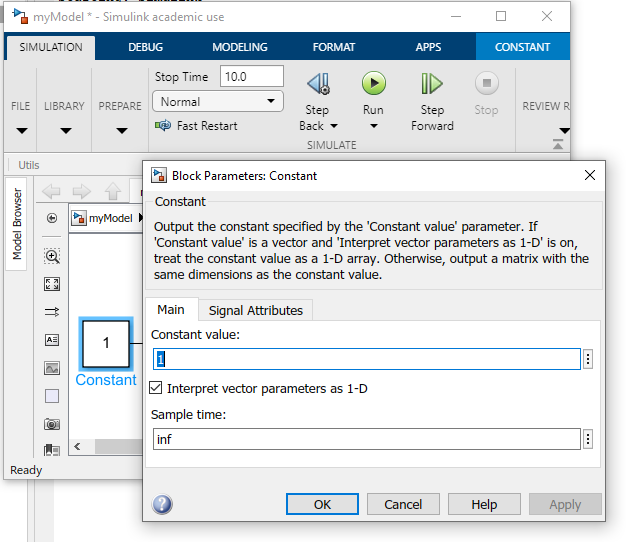 myModel * - Simulink academic use
SIMULATION DEBUG MODELING FORMAT APPS CONSTANT
Stop Time 10.0
Normal
Fast Restart
FILE LIBRARY PREPARE
Step Back
Run
Step Forward
Stop
REVIEW R
SIMULATE
Utils
Model Browser
myModel
1
Constant
Ready
Block Parameters: Constant
Constant
Output the constant specified by the 'Constant value' parameter. If
'Constant value' is a vector and 'Interpret vector parameters as 1-D' is on,
treat the constant value as a 1-D array. Otherwise, output a matrix with the
same dimensions as the constant value.
Main Signal Attributes
Constant value:
1
Interpret vector parameters as 1-D
Sample time:
inf
OK Cancel Help Apply